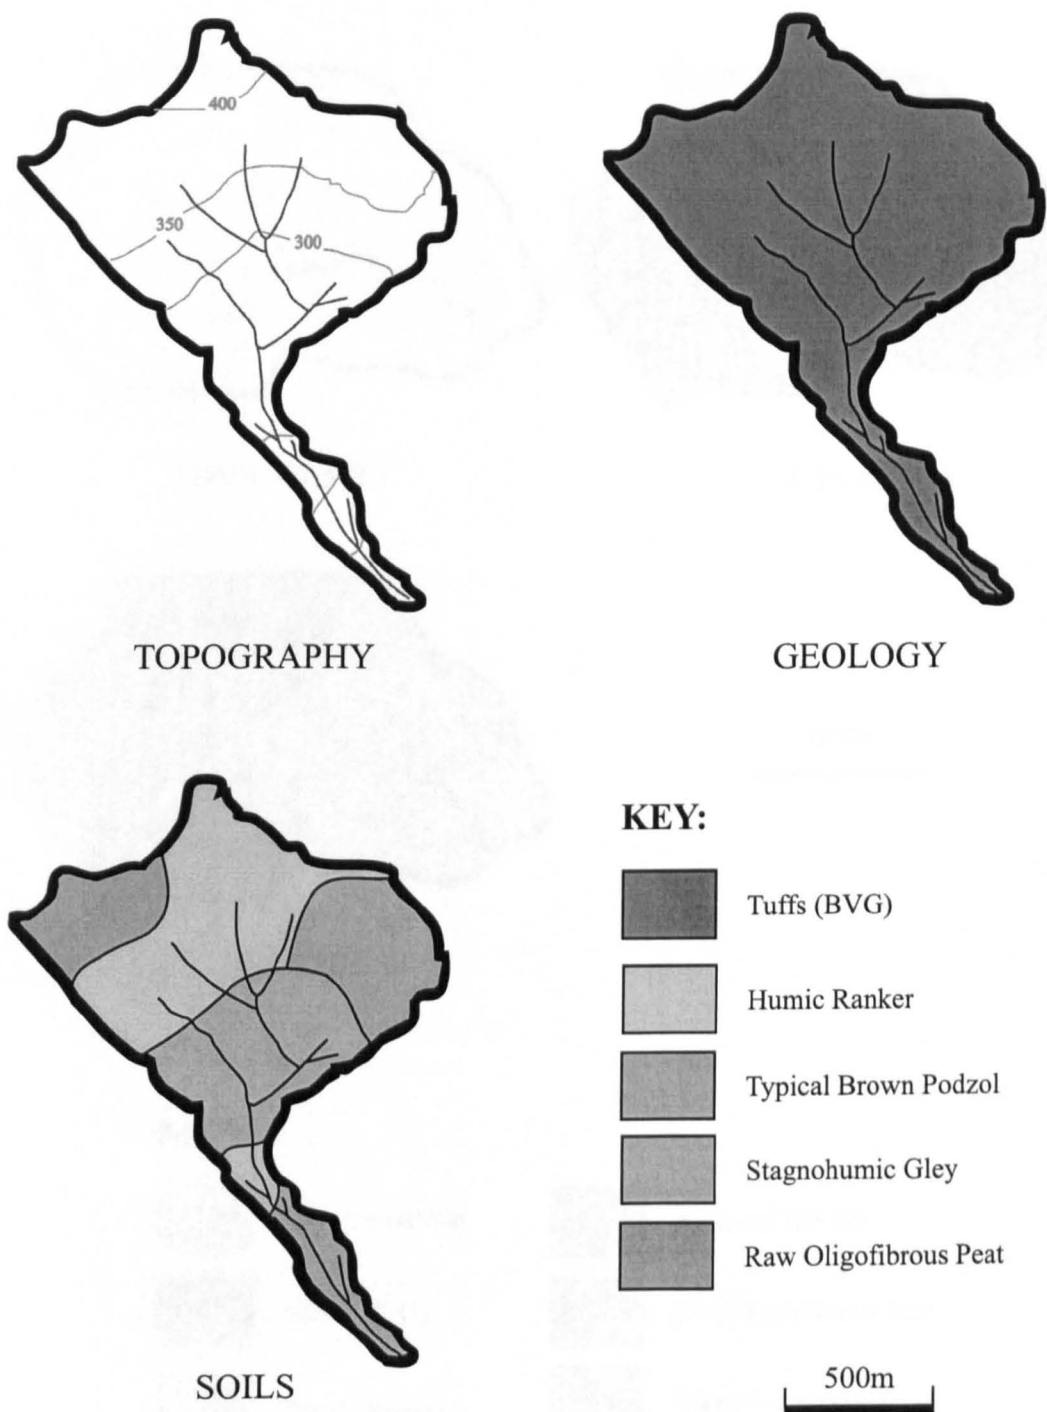 400
350
300
TOPOGRAPHY
GEOLOGY
SOILS
KEY:
Tuffs (BVG)
Humic Ranker
Typical Brown Podzol
Stagnohumic Gley
Raw Oligofibrous Peat
500m